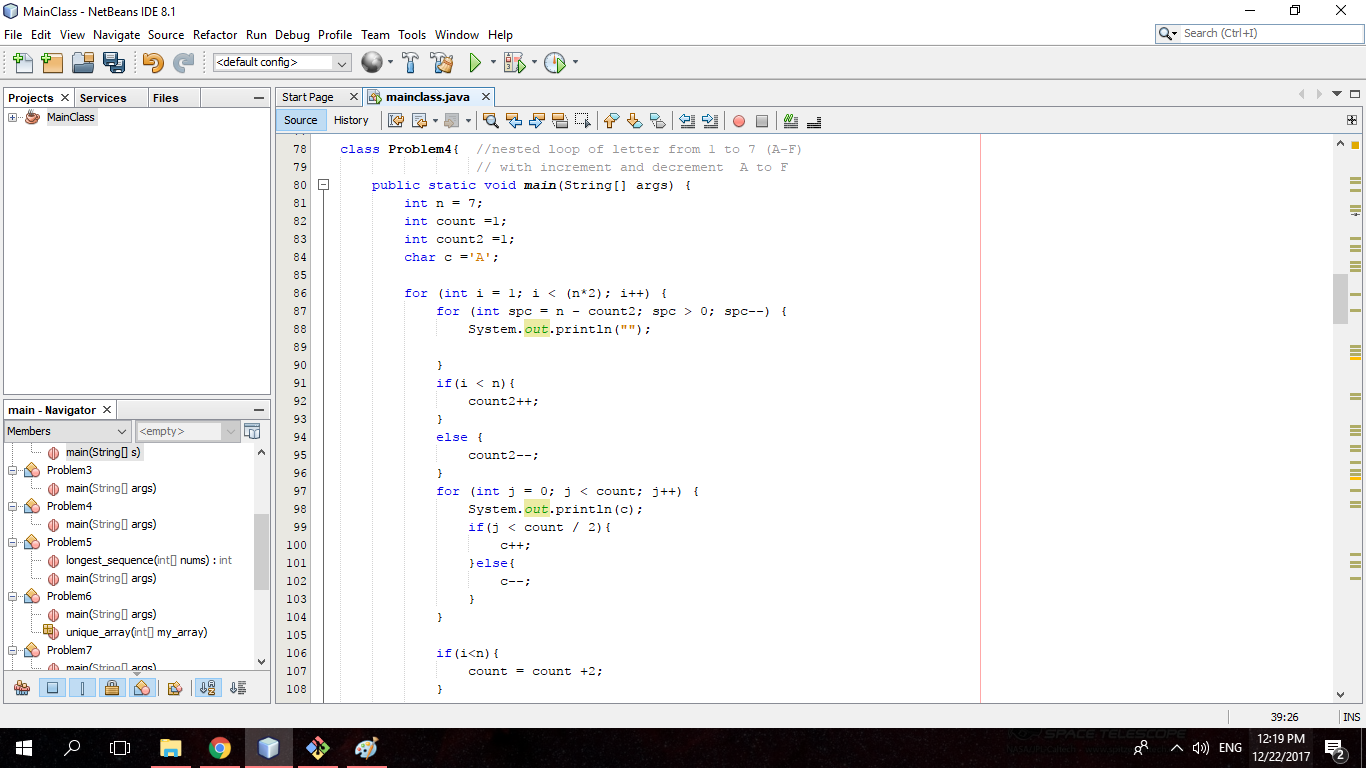 MainClass - NetBeans IDE 8.1
File Edit View Navigate Source Refactor Run Debug Profile Team Tools Window Help
Search (Ctrl+I)
<default config>
Projects Services Files
MainClass
main - Navigator
Members <empty>
main(String[] s)
Problem3
main(String[] args)
Problem4
main(String[] args)
Problem5
longest_sequence(int[] nums) : int
main(String[] args)
Problem6
main(String[] args)
unique_array(int[] my_array)
Problem7
main(String[] args)
Start Page mainclass.java
Source History
78 class Problem4{ //nested loop of letter from 1 to 7 (A-F)
79 // with increment and decrement A to F
80 public static void main(String[] args) {
81 int n = 7;
82 int count =1;
83 int count2 =1;
84 char c ='A';
85
86 for (int i = 1; i < (n*2); i++) {
87 for (int spc = n - count2; spc > 0; spc--) {
88 System.out.println("");
89
90 }
91 if(i < n){
92 count2++;
93 }
94 else {
95 count2--;
96 }
97 for (int j = 0; j < count; j++) {
98 System.out.println(c);
99 if(j < count / 2){
100 c++;
101 }else{
102 c--;
103 }
104 }
105
106 if(i<n){
107 count = count +2;
108 }
39:26 INS
SPACE TELESCOPE
ENG
12:19 PM
12/22/2017
2